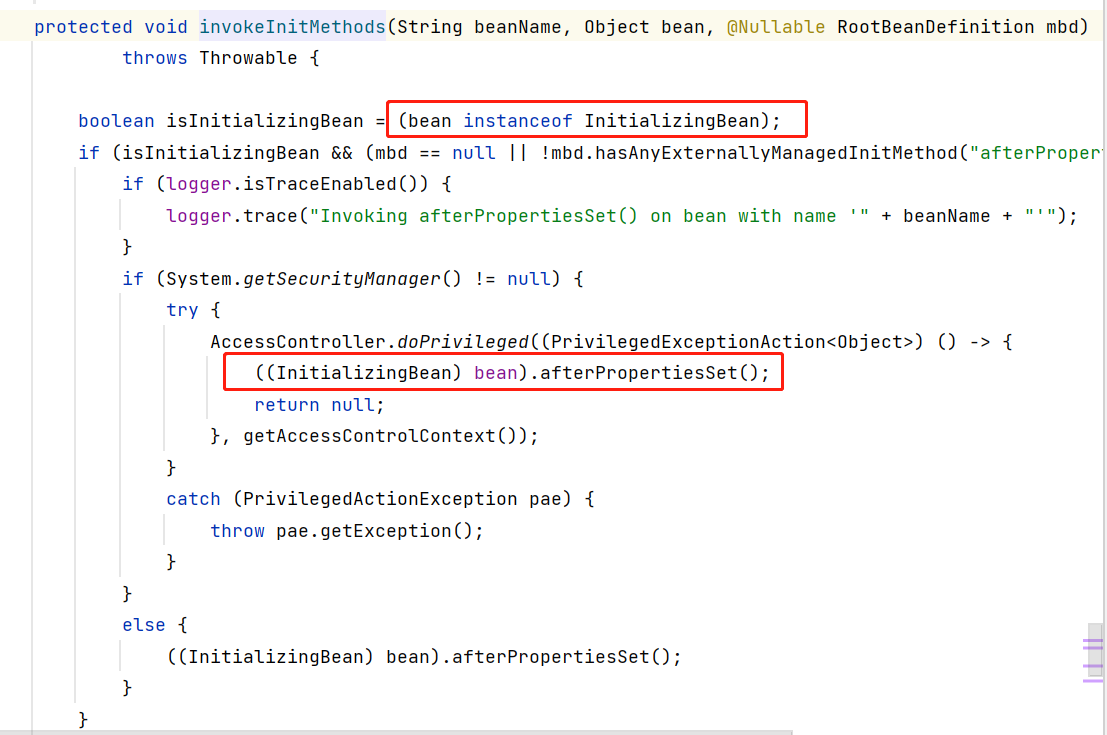 protected void invokeInitMethods(String beanName, Object bean, @Nullable RootBeanDefinition mbd)
        throws Throwable {
    boolean isInitializingBean = (bean instanceof InitializingBean);
    if (isInitializingBean && (mbd == null || !mbd.hasAnyExternallyManagedInitMethod("afterProper
        if (logger.isTraceEnabled()) {
            logger.trace("Invoking afterPropertiesSet() on bean with name '" + beanName + "'");
        }
        if (System.getSecurityManager() != null) {
            try {
                AccessController.doPrivileged((PrivilegedExceptionAction<Object>) () -> {
                    ((InitializingBean) bean).afterPropertiesSet();
                    return null;
                }, getAccessControlContext());
            }
            catch (PrivilegedActionException pae) {
                throw pae.getException();
            }
        }
        else {
            ((InitializingBean) bean).afterPropertiesSet();
        }
    }